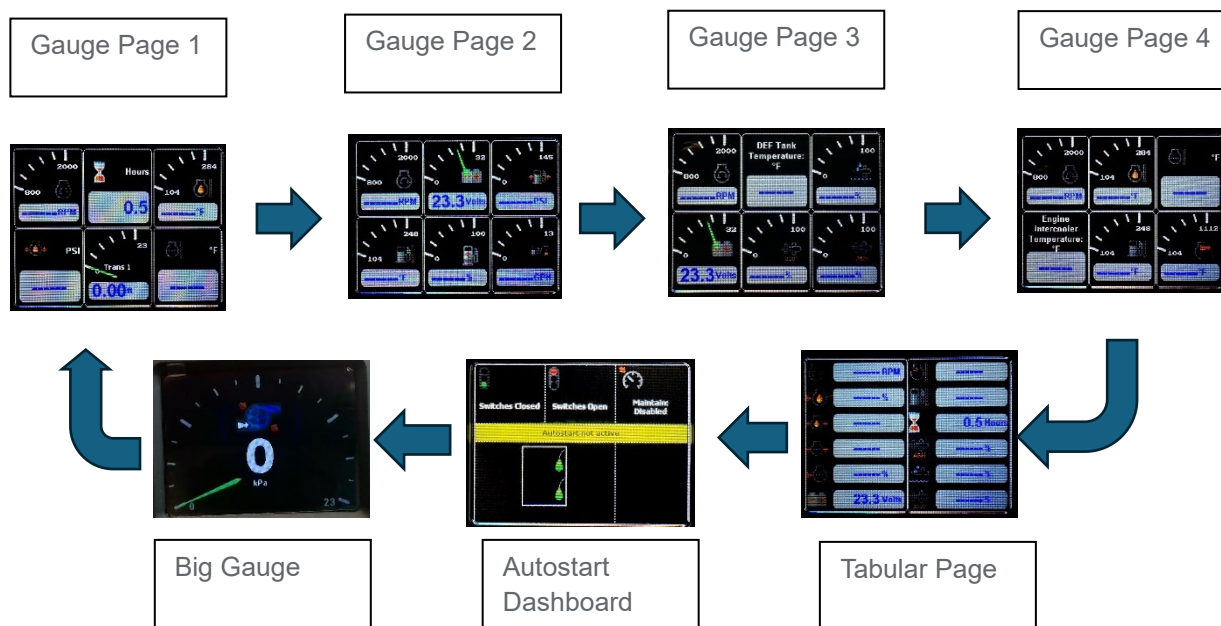 Gauge Page 1
Gauge Page 2
Gauge Page 3
Gauge Page 4
2000
800
RPM
Hours
0.5
284
104
°F
PSI
23
Trans 1
0.00
°F
2000
800
RPM
32
0
23.3 Volts
145
0
PSI
248
104
°F
100
0
%
13
0
GPH
2000
800
RPM
DEF Tank
Temperature:
°F
100
0
%
32
0
23.3 Volts
100
0
%
100
0
%
2000
800
RPM
284
104
°F
°F
Engine
Intercooler
Temperature:
°F
248
104
°F
1112
°F
0
kPa
0
23
Switches Closed
Switches Open
Maintain:
Disabled
Autostart not active
RPM
%
0.5 Hours
%
%
%
23.3 Volts
%
Big Gauge
Autostart
Dashboard
Tabular Page